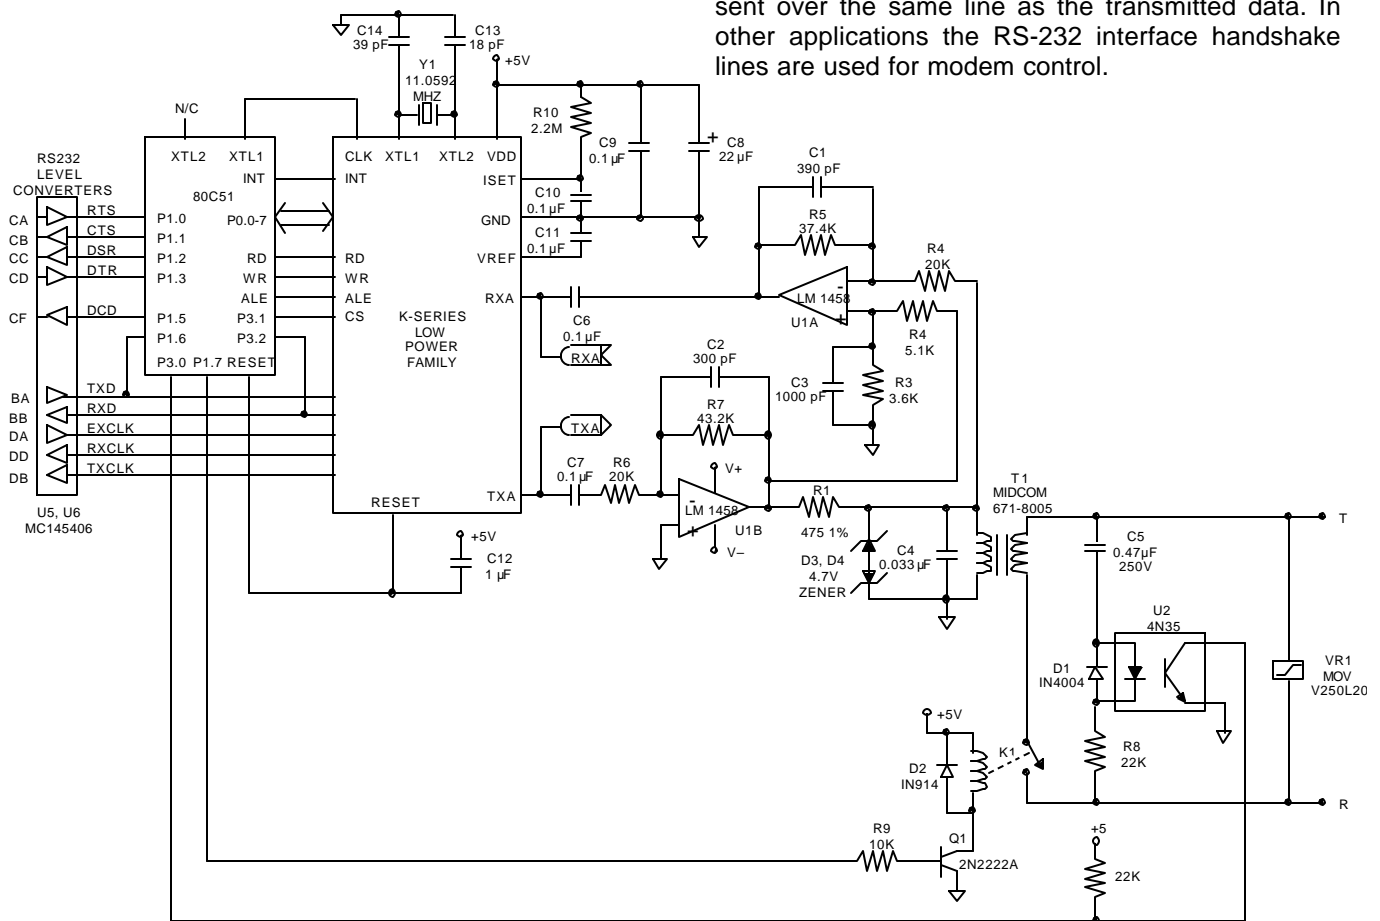 sent over the same line as the transmitted data. In
other applications the RS-232 interface handshake
lines are used for modem control.
C14
39 pF
C13
18 pF
Y1
11.0592
MHZ
+5V
N/C
R10
2.2M
C9
0.1 µF
C8
+
22 µF
RS232
LEVEL
CONVERTERS
XTL2
XTL1
INT
80C51
P1.0
P0.0-7
P1.1
P1.2
RD
P1.3
WR
ALE
P1.5
P3.1
P1.6
P3.2
P3.0
P1.7
RESET
CLK
XTL1
XTL2
VDD
INT
ISET
GND
RD
VREF
WR
ALE
RXA
CS
K-SERIES
LOW
POWER
FAMILY
TXA
RESET
CA
RTS
CB
CTS
CC
DSR
CD
DTR
CF
DCD
BA
TXD
BB
RXD
DA
EXCLK
DD
RXCLK
DB
TXCLK
U5, U6
MC145406
C10
0.1 µF
C11
0.1 µF
C1
390 pF
R5
37.4K
R4
20K
-
LM 1458
+
U1A
R4
5.1K
C6
0.1 µF
RXA
C3
1000 pF
R3
3.6K
C2
300 pF
R7
43.2K
TXA
C7
0.1 µF
R6
20K
V+
-
LM 1458
+
U1B
V–
R1
475 1%
D3, D4
4.7V
ZENER
C4
0.033 µF
T1
MIDCOM
671-8005
T
C5
0.47µF
250V
+5V
C12
1 µF
U2
4N35
D1
IN4004
VR1
MOV
V250L20
R8
22K
+5V
D2
IN914
K1
R
R9
10K
Q1
2N2222A
+5
22K